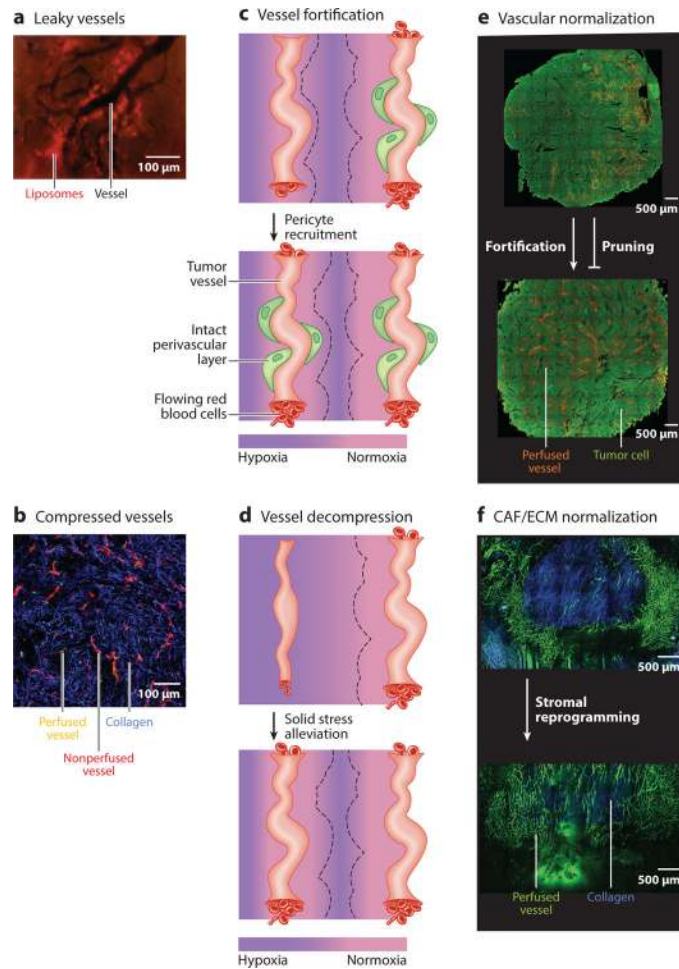 a Leaky vessels
100 μm
Liposomes Vessel
c Vessel fortification
Pericyte
recruitment
Tumor
vessel
Intact
perivascular
layer
Flowing red
blood cells
Hypoxia Normoxia
e Vascular normalization
500 μm
Fortification Pruning
500 μm
Perfused
vessel
Tumor cell
b Compressed vessels
100 μm
Perfused
vessel
Collagen
Nonperfused
vessel
d Vessel decompression
Solid stress
alleviation
Hypoxia Normoxia
f CAF/ECM normalization
500 μm
Stromal
reprogramming
500 μm
Perfused
vessel
Collagen